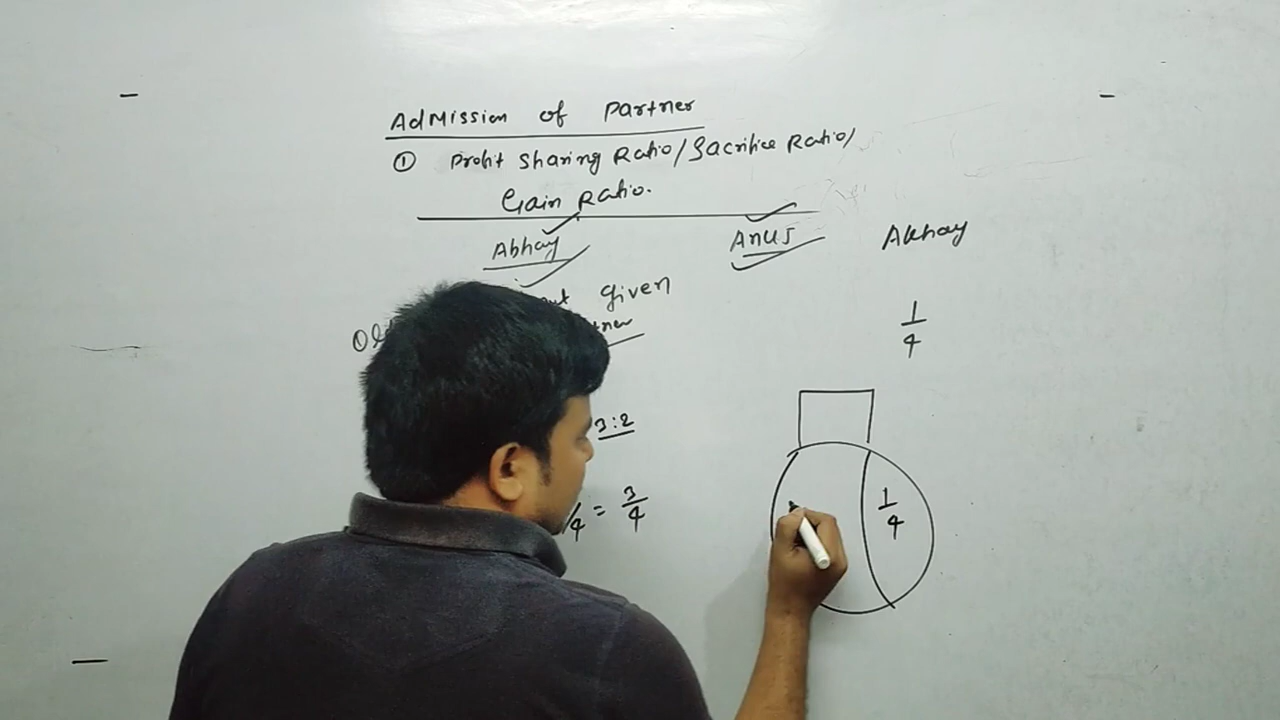 Admission of Partner
① Profit Sharing Ratio/Sacrifice Ratio/
Gain Ratio.
Abhay Anus Akhay
given
1/4
3:2
/4 = 3/4
1/4